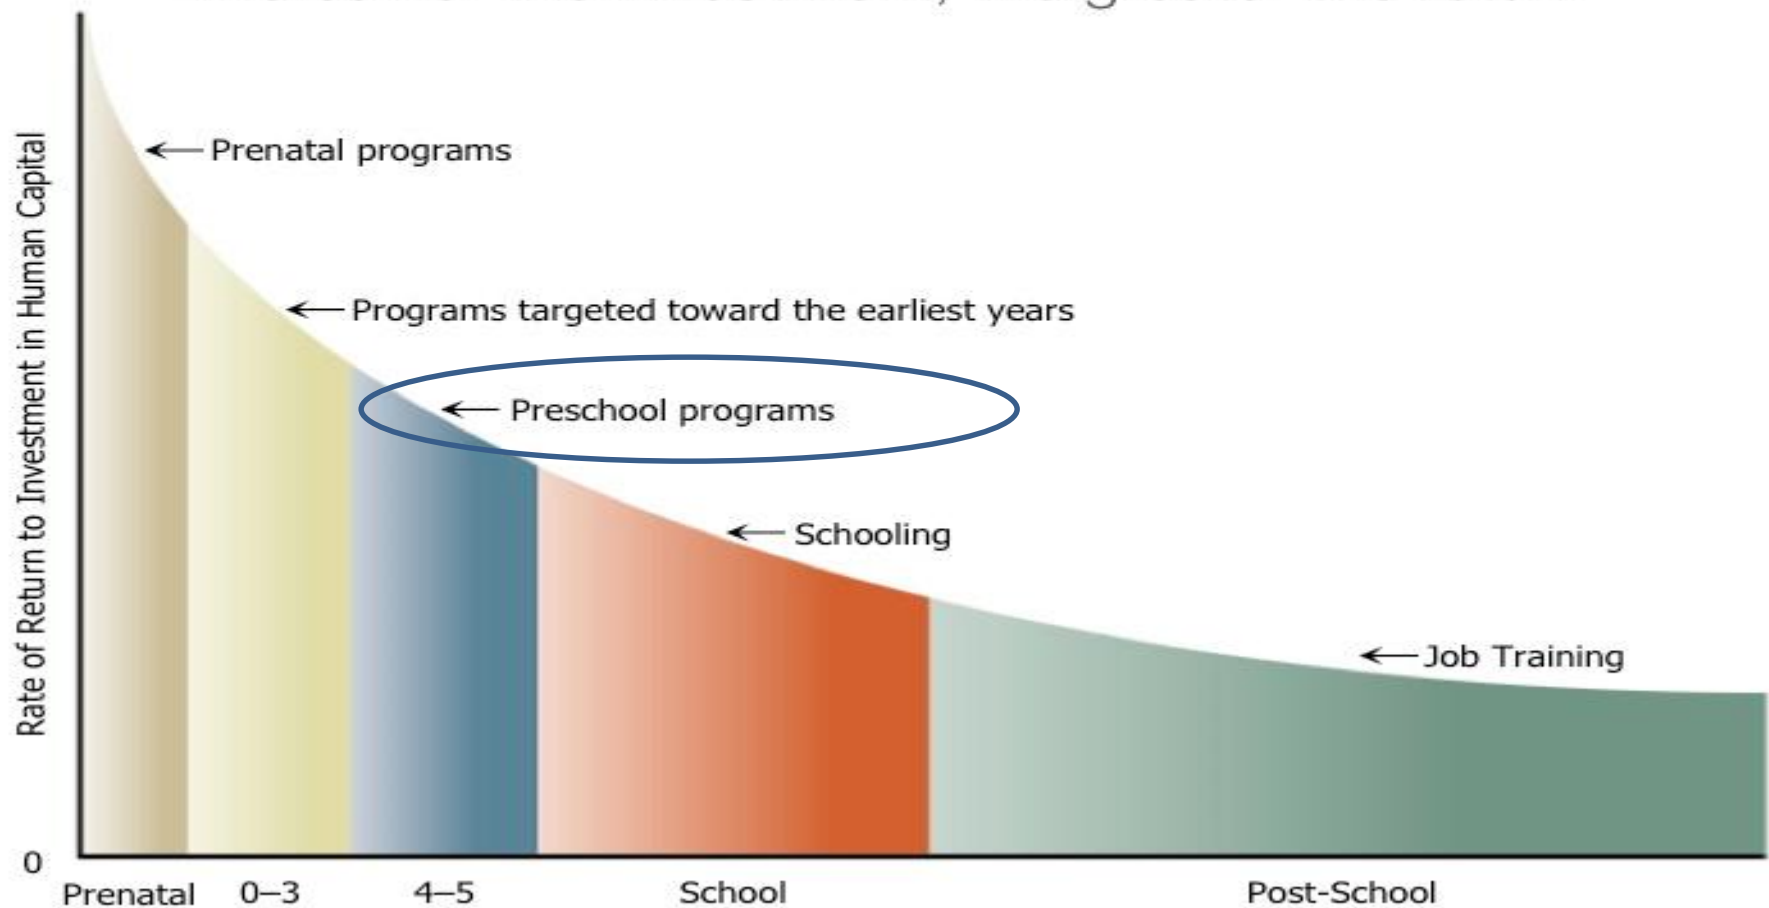 Prenatal programs
Programs targeted toward the earliest years
Preschool programs
Schooling
Job Training
Rate of Return to Investment in Human Capital
0
Prenatal
0–3
4–5
School
Post-School